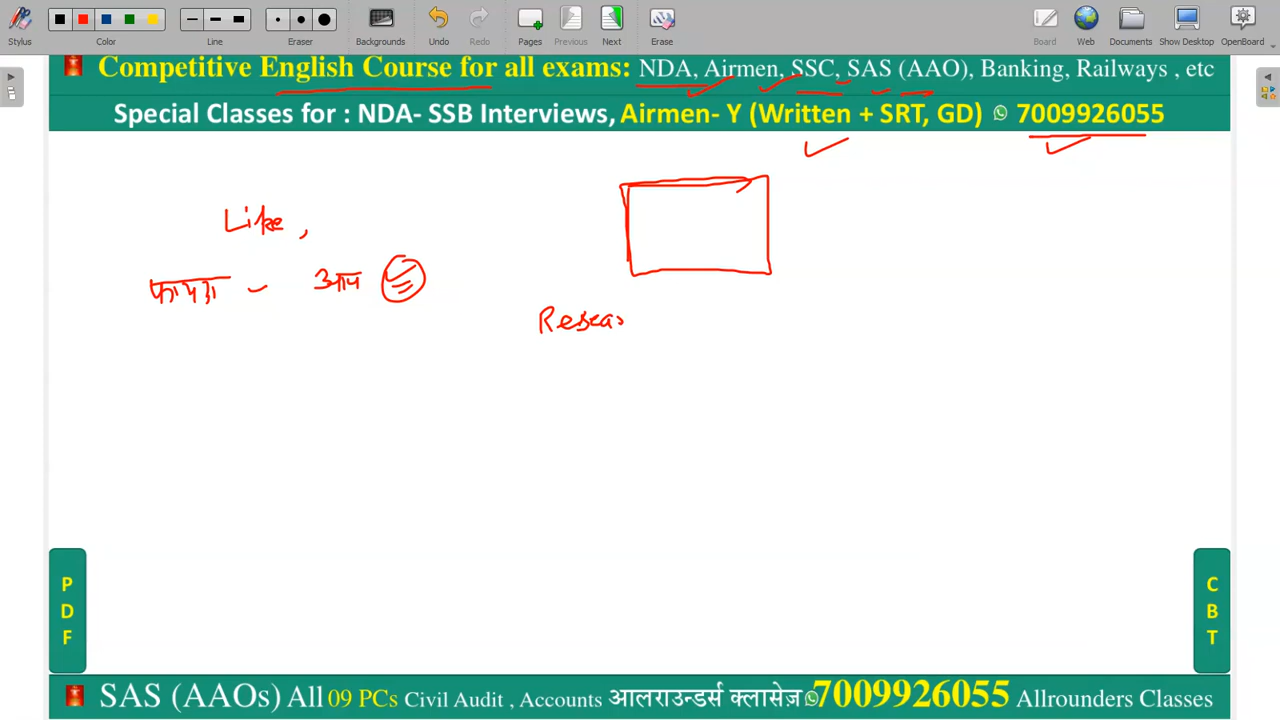 Stylus Color Line Eraser Backgrounds Undo Redo Pages Previous Next Erase Board Web Documents Show Desktop OpenBoard
Competitive English Course for all exams: NDA, Airmen, SSC, SAS (AAO), Banking, Railways , etc
Special Classes for : NDA- SSB Interviews, Airmen- Y (Written + SRT, GD) 7009926055
Like ,
फायदा - आप
Resear
PDF
CBT
SAS (AAOs) All 09 PCs Civil Audit , Accounts आलराउन्डर्स क्लासेज़ 7009926055 Allrounders Classes